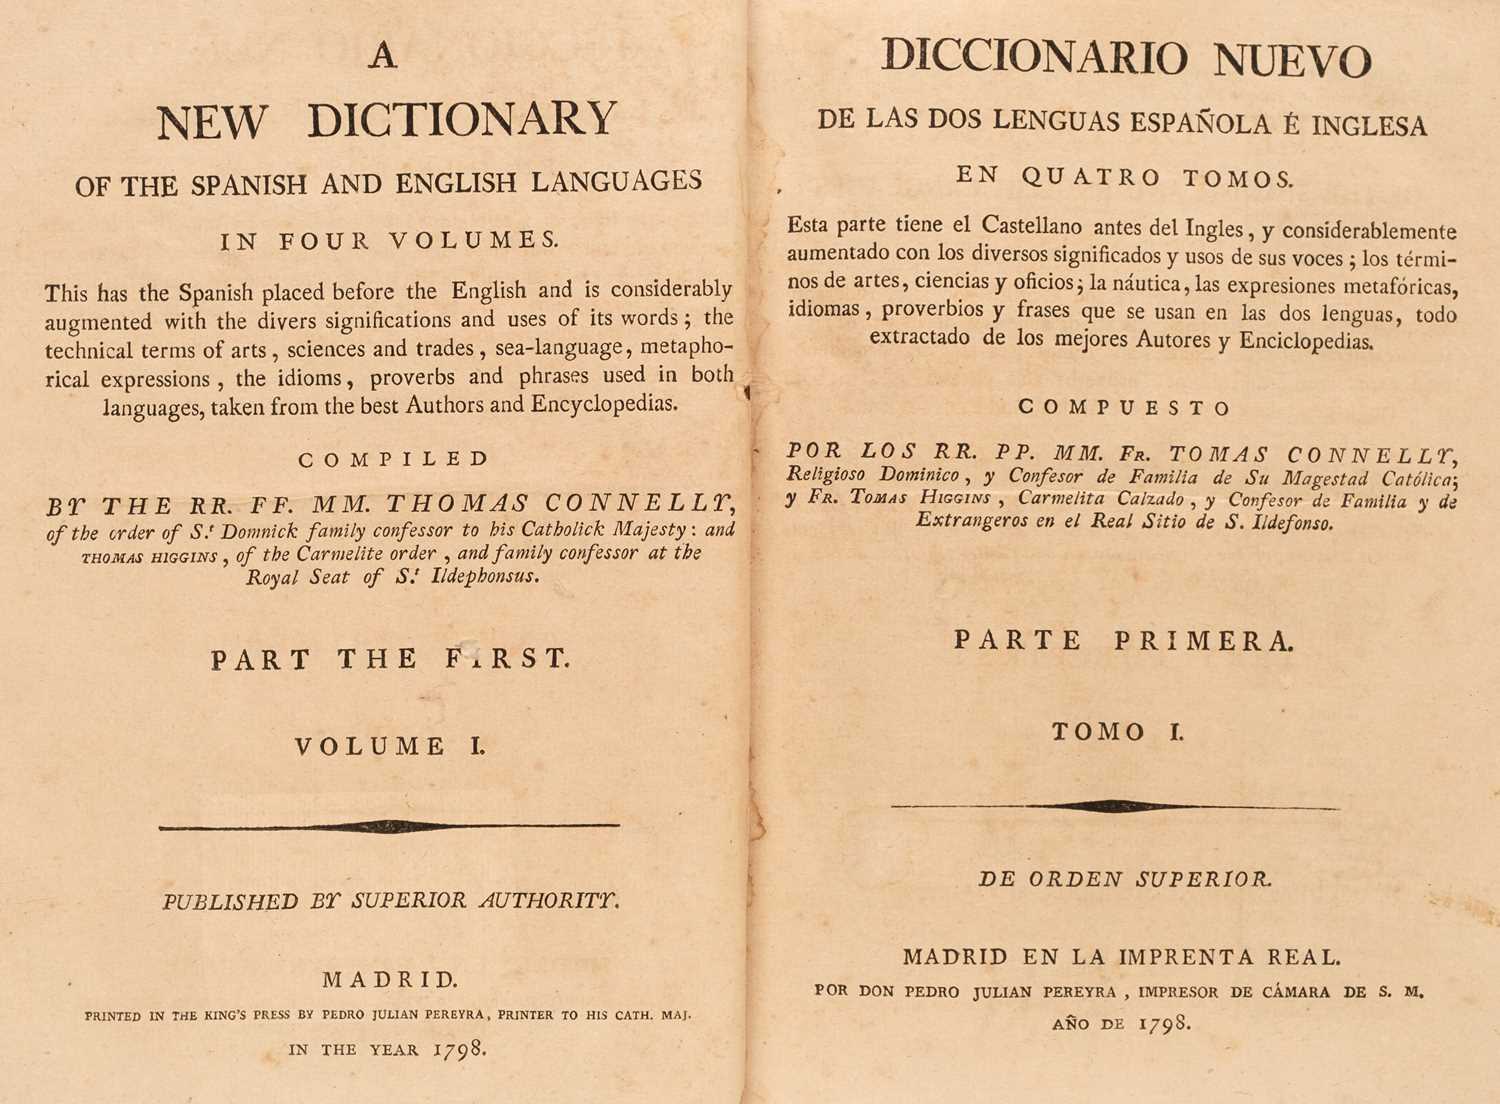 A
NEW DICTIONARY
OF THE SPANISH AND ENGLISH LANGUAGES
IN FOUR VOLUMES.
This has the Spanish placed before the English and is considerably
augmented with the divers significations and uses of its words; the
technical terms of arts, sciences and trades, sea-language, metapho-
rical expressions, the idioms, proverbs and phrases used in both
languages, taken from the best Authors and Encyclopedias.
COMPILED
BY THE RR. FF. MM. THOMAS CONNELLY,
of the order of S.t Domnick family confessor to his Catholick Majesty: and
THOMAS HIGGINS, of the Carmelite order, and family confessor at the
Royal Seat of S.t Ildephonsus.
PART THE FIRST.
VOLUME I.
PUBLISHED BY SUPERIOR AUTHORITY.
MADRID.
PRINTED IN THE KING'S PRESS BY PEDRO JULIAN PEREYRA, PRINTER TO HIS CATH. MAJ.
IN THE YEAR 1798.
DICCIONARIO NUEVO
DE LAS DOS LENGUAS ESPAÑOLA É INGLESA
EN QUATRO TOMOS.
Esta parte tiene el Castellano antes del Ingles, y considerablemente
aumentado con los diversos significados y usos de sus voces; los térmi-
nos de artes, ciencias y oficios; la náutica, las expresiones metafóricas,
idiomas, proverbios y frases que se usan en las dos lenguas, todo
extractado de los mejores Autores y Enciclopedias.
COMPUESTO
POR LOS RR. PP. MM. FR. TOMAS CONNELLY,
Religioso Dominico, y Confesor de Familia de Su Magestad Católica;
y FR. TOMAS HIGGINS, Carmelita Calzado, y Confesor de Familia y de
Extrangeros en el Real Sitio de S. Ildefonso.
PARTE PRIMERA.
TOMO I.
DE ORDEN SUPERIOR.
MADRID EN LA IMPRENTA REAL.
POR DON PEDRO JULIAN PEREYRA, IMPRESOR DE CÁMARA DE S. M.
AÑO DE 1798.